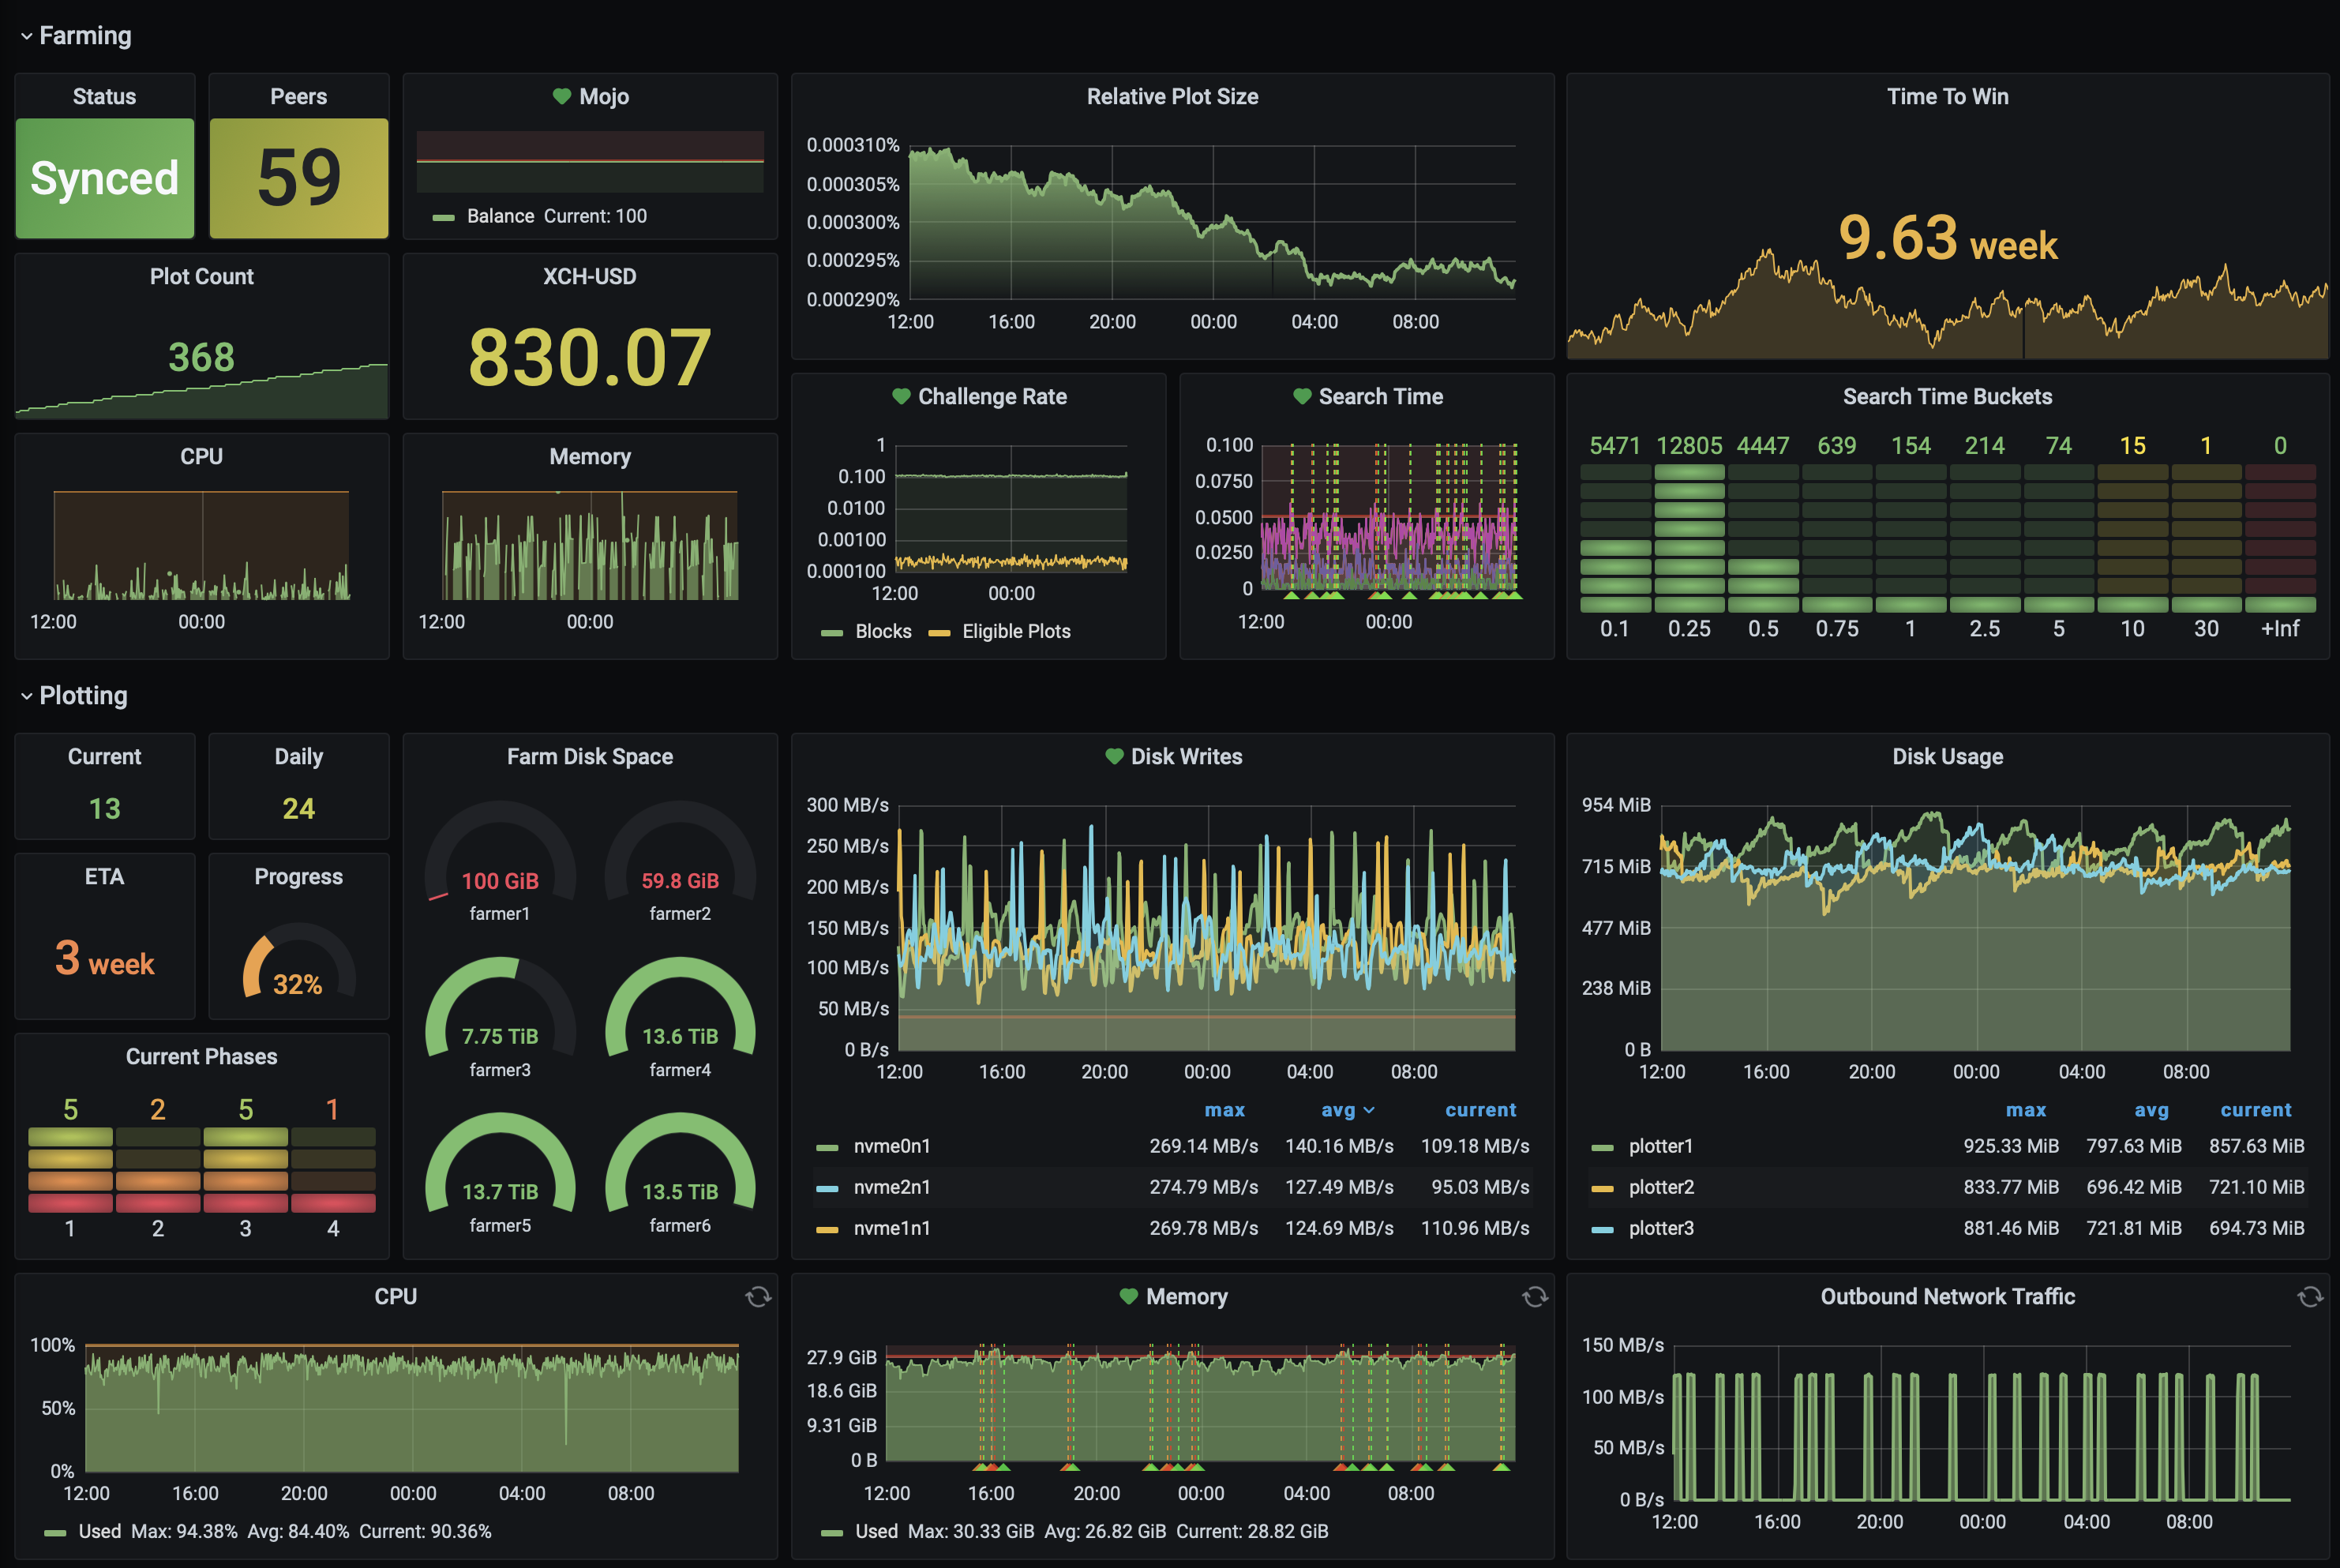 Farming
Status
Synced
Peers
59
Mojo
Balance Current: 100
Plot Count
368
XCH-USD
830.07
CPU
12:00 00:00
Memory
12:00 00:00
Relative Plot Size
0.000310%
0.000305%
0.000300%
0.000295%
0.000290%
12:00 16:00 20:00 00:00 04:00 08:00
Time To Win
9.63 week
Challenge Rate
1
0.100
0.0100
0.00100
0.000100
12:00 00:00
Blocks Eligible Plots
Search Time
0.100
0.0750
0.0500
0.0250
0
12:00 00:00
Search Time Buckets
5471 12805 4447 639 154 214 74 15 1 0
0.1 0.25 0.5 0.75 1 2.5 5 10 30 +Inf
Plotting
Current
13
Daily
24
ETA
3 week
Progress
32%
Current Phases
5 2 5 1
1 2 3 4
Farm Disk Space
100 GiB 59.8 GiB
farmer1 farmer2
7.75 TiB 13.6 TiB
farmer3 farmer4
13.7 TiB 13.5 TiB
farmer5 farmer6
Disk Writes
300 MB/s
250 MB/s
200 MB/s
150 MB/s
100 MB/s
50 MB/s
0 B/s
12:00 16:00 20:00 00:00 04:00 08:00
max avg current
nvme0n1 269.14 MB/s 140.16 MB/s 109.18 MB/s
nvme2n1 274.79 MB/s 127.49 MB/s 95.03 MB/s
nvme1n1 269.78 MB/s 124.69 MB/s 110.96 MB/s
Disk Usage
954 MiB
715 MiB
477 MiB
238 MiB
0 B
12:00 16:00 20:00 00:00 04:00 08:00
max avg current
plotter1 925.33 MiB 797.63 MiB 857.63 MiB
plotter2 833.77 MiB 696.42 MiB 721.10 MiB
plotter3 881.46 MiB 721.81 MiB 694.73 MiB
CPU
100%
50%
0%
12:00 16:00 20:00 00:00 04:00 08:00
Used Max: 94.38% Avg: 84.40% Current: 90.36%
Memory
27.9 GiB
18.6 GiB
9.31 GiB
0 B
12:00 16:00 20:00 00:00 04:00 08:00
Used Max: 30.33 GiB Avg: 26.82 GiB Current: 28.82 GiB
Outbound Network Traffic
150 MB/s
100 MB/s
50 MB/s
0 B/s
12:00 16:00 20:00 00:00 04:00 08:00